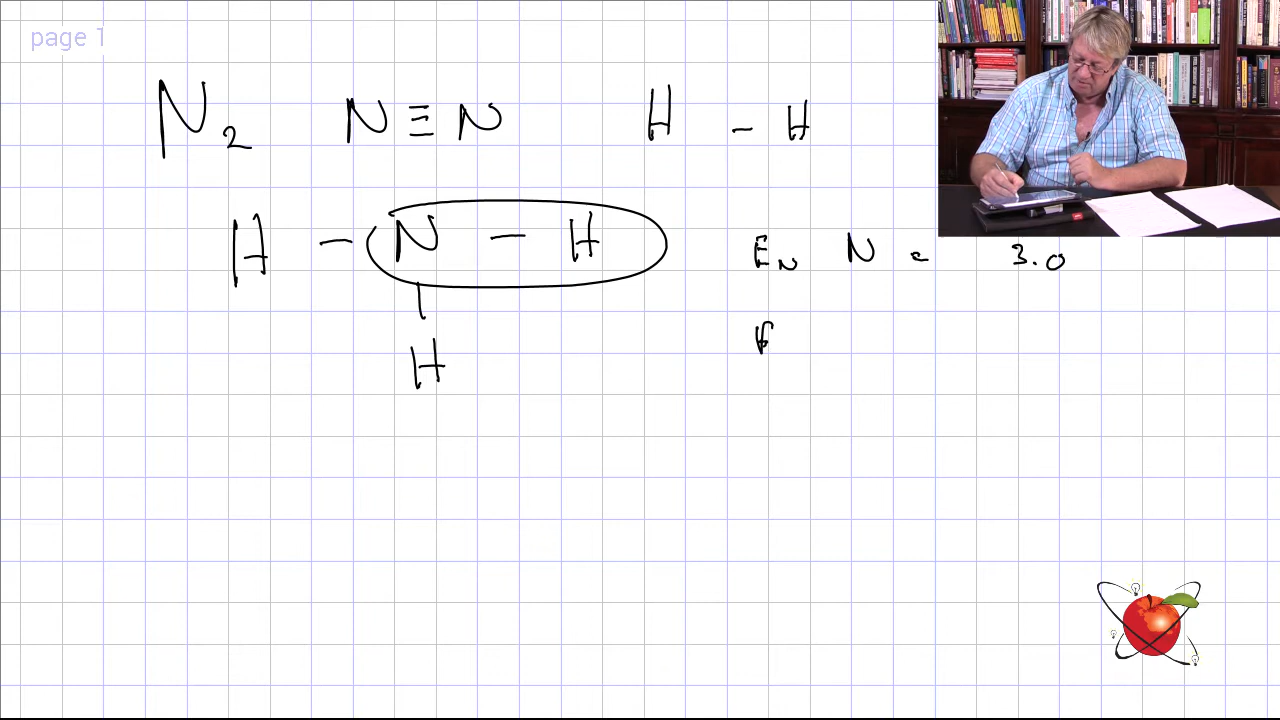 page 1
N₂ N≡N H - H
H - N - H EN N = 3.0
|
H